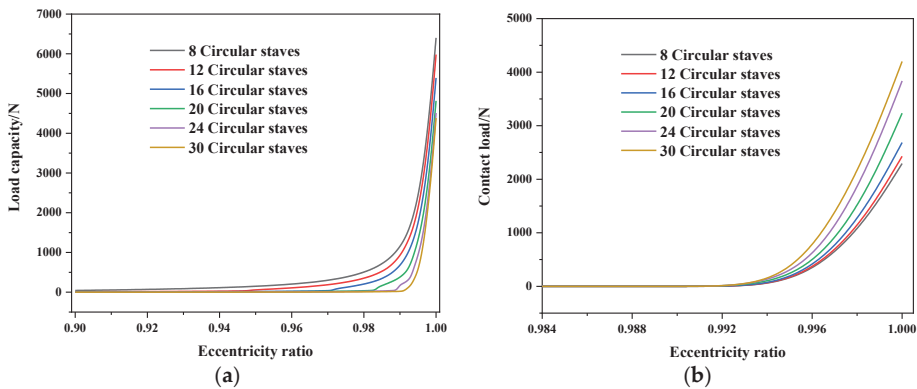 7000
6000
5000
4000
3000
2000
1000
0
Load capacity/N
8 Circular staves
12 Circular staves
16 Circular staves
20 Circular staves
24 Circular staves
30 Circular staves
0.90 0.92 0.94 0.96 0.98 1.00
Eccentricity ratio
(a)
5000
4000
3000
2000
1000
0
Contact load/N
8 Circular staves
12 Circular staves
16 Circular staves
20 Circular staves
24 Circular staves
30 Circular staves
0.984 0.988 0.992 0.996 1.000
Eccentricity ratio
(b)